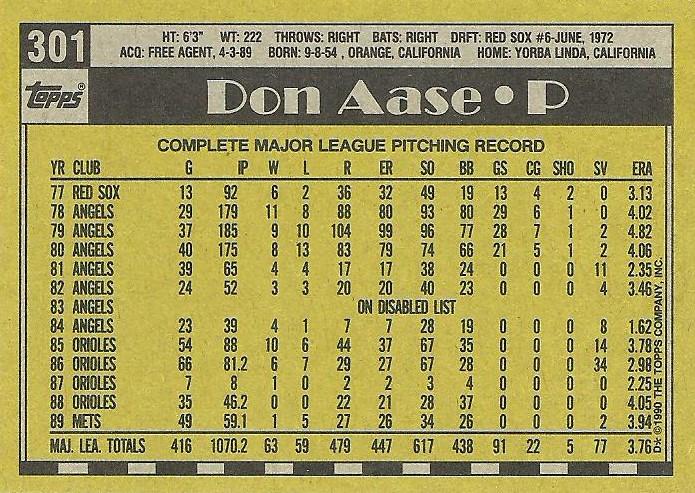 301
HT: 6'3" WT: 222 THROWS: RIGHT BATS: RIGHT DRFT: RED SOX #6-JUNE, 1972
ACQ: FREE AGENT, 4-3-89 BORN: 9-8-54 , ORANGE, CALIFORNIA HOME: YORBA LINDA, CALIFORNIA
topps®
Don Aase • P
COMPLETE MAJOR LEAGUE PITCHING RECORD
YR CLUB G IP W L R ER SO BB GS CG SHO SV ERA
77 RED SOX 13 92 6 2 36 32 49 19 13 4 2 0 3.13
78 ANGELS 29 179 11 8 88 80 93 80 29 6 1 0 4.02
79 ANGELS 37 185 9 10 104 99 96 77 28 7 1 2 4.82
80 ANGELS 40 175 8 13 83 79 74 66 21 5 1 2 4.06
81 ANGELS 39 65 4 4 17 17 38 24 0 0 0 11 2.35
82 ANGELS 24 52 3 3 20 20 40 23 0 0 0 4 3.46
83 ANGELS ON DISABLED LIST
84 ANGELS 23 39 4 1 7 7 28 19 0 0 0 8 1.62
85 ORIOLES 54 88 10 6 44 37 67 35 0 0 0 14 3.78
86 ORIOLES 66 81.2 6 7 29 27 67 28 0 0 0 34 2.98
87 ORIOLES 7 8 1 0 2 2 3 4 0 0 0 0 2.25
88 ORIOLES 35 46.2 0 0 22 21 28 37 0 0 0 0 4.05
89 METS 49 59.1 1 5 27 26 34 26 0 0 0 2 3.94
MAJ. LEA. TOTALS 416 1070.2 63 59 479 447 617 438 91 22 5 77 3.76
D* © 1990 THE TOPPS COMPANY, INC.